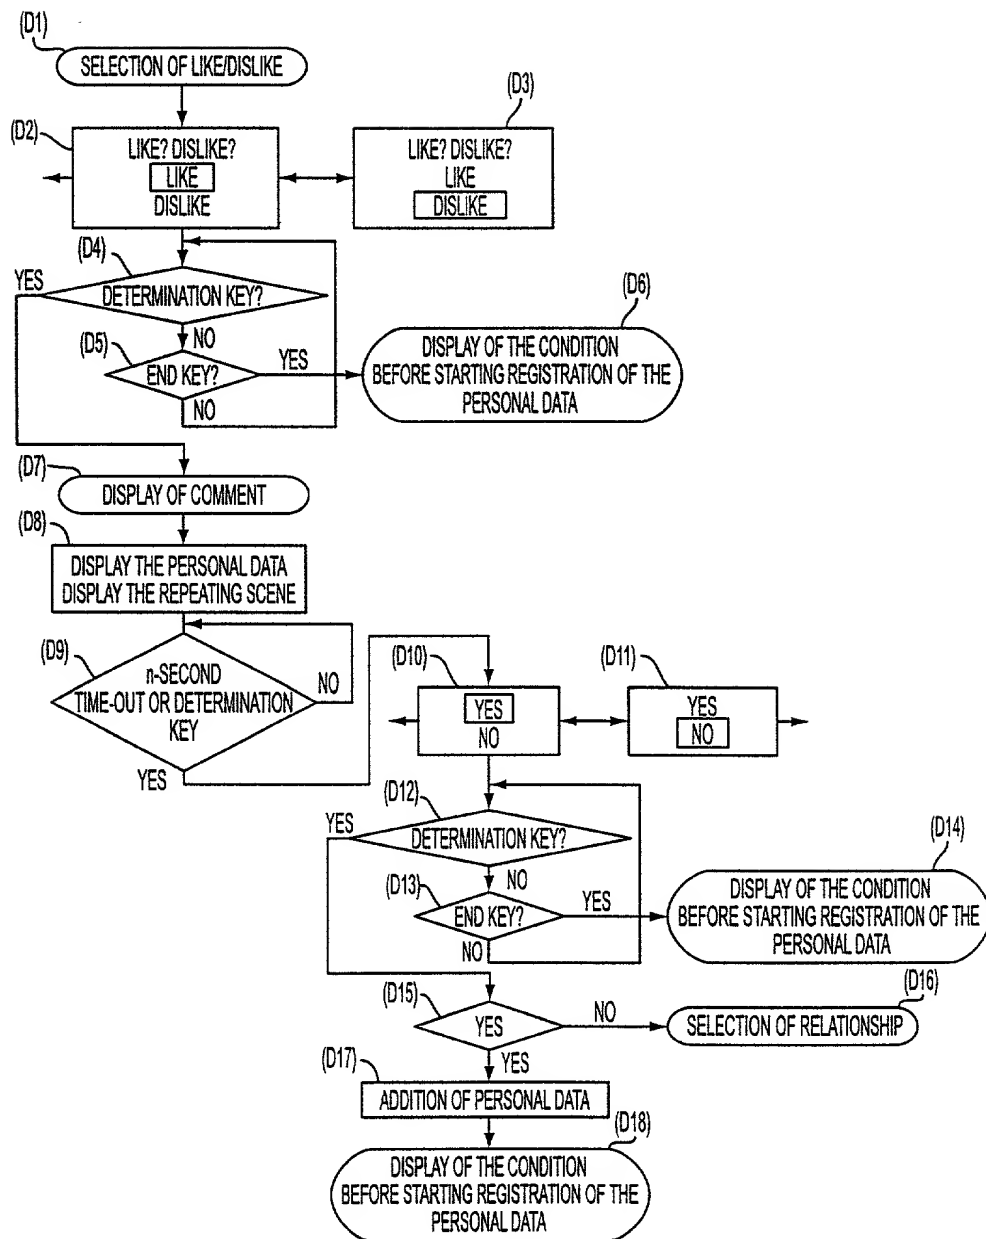 (D1)
SELECTION OF LIKE/DISLIKE
(D2)
LIKE? DISLIKE?
LIKE
DISLIKE
(D3)
LIKE? DISLIKE?
LIKE
DISLIKE
(D4)
YES
DETERMINATION KEY?
NO
(D5)
END KEY?
YES
NO
(D6)
DISPLAY OF THE CONDITION
BEFORE STARTING REGISTRATION OF THE
PERSONAL DATA
(D7)
DISPLAY OF COMMENT
(D8)
DISPLAY THE PERSONAL DATA
DISPLAY THE REPEATING SCENE
(D9)
n-SECOND
TIME-OUT OR DETERMINATION
KEY
NO
YES
(D10)
YES
NO
(D11)
YES
NO
(D12)
YES
DETERMINATION KEY?
NO
(D13)
END KEY?
YES
NO
(D14)
DISPLAY OF THE CONDITION
BEFORE STARTING REGISTRATION OF THE
PERSONAL DATA
(D15)
YES
NO
YES
(D16)
SELECTION OF RELATIONSHIP
(D17)
ADDITION OF PERSONAL DATA
(D18)
DISPLAY OF THE CONDITION
BEFORE STARTING REGISTRATION OF THE
PERSONAL DATA